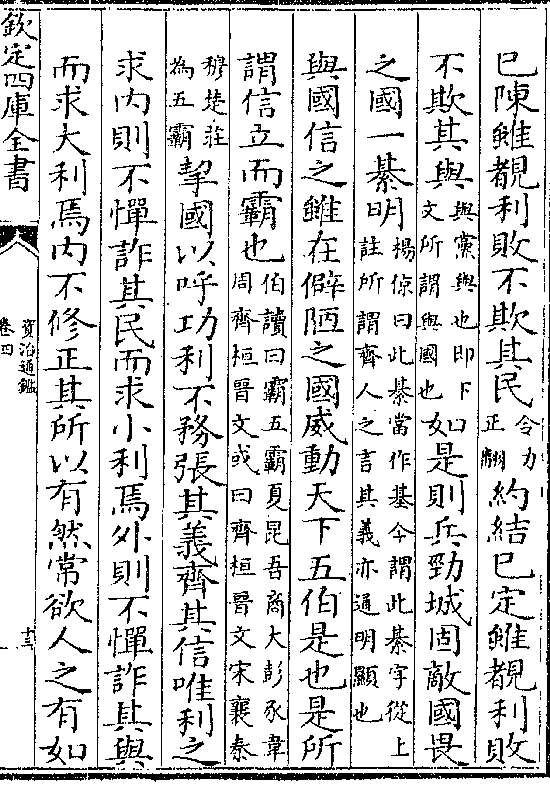 已陳雖覩利敗不欺其民令力正翻約結已定雖覩利敗
不欺其與與黨與也即下文所謂與國也如是則兵勁城固敵國畏
之國一綦明楊倞曰此綦當作基今謂此綦字從上註所謂齊人之言其義亦通明顯也
與國信之雖在僻陋之國威動天下五伯是也是所
謂信立而霸也伯讀曰霸五霸夏昆吾商大彭豕韋周齊桓晉文或曰齊桓晉文宋襄秦
穆楚莊為五霸挈國以呼功利不務張其義齊其信唯利之
求内則不憚詐其民而求小利焉外則不憚詐其與
而求大利焉内不修正其所以有然常欲人之有如
欽定四庫全書
資治通鑑
卷四
十三